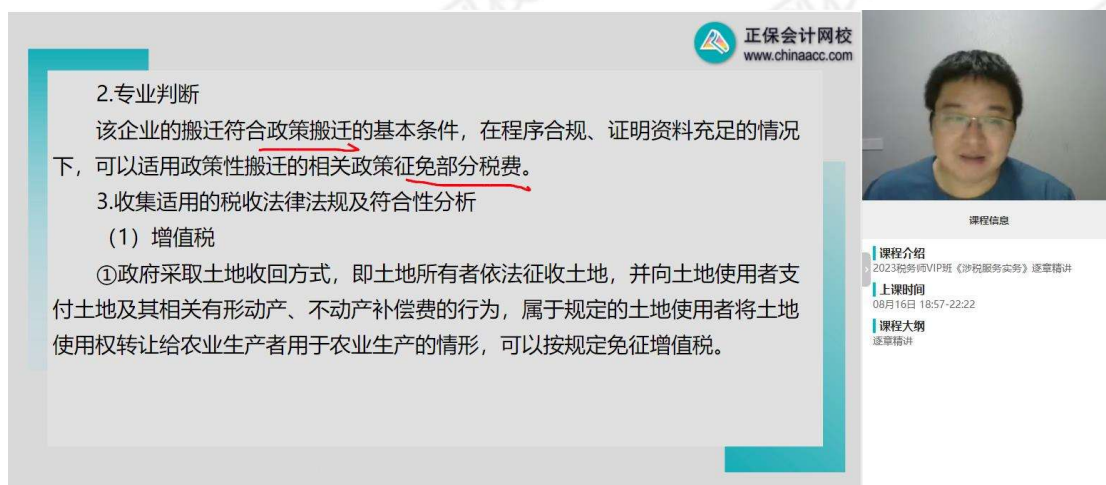 正保会计网校
www.chinaacc.com
2.专业判断
该企业的搬迁符合政策搬迁的基本条件，在程序合规、证明资料充足的情况
下，可以适用政策性搬迁的相关政策征免部分税费。
3.收集适用的税收法律法规及符合性分析
（1）增值税
①政府采取土地收回方式，即土地所有者依法征收土地，并向土地使用者支
付土地及其相关有形动产、不动产补偿费的行为，属于规定的土地使用者将土地
使用权转让给农业生产者用于农业生产的情形，可以按规定免征增值税。
课程信息
课程介绍
2023税务师VIP班《涉税服务实务》逐章精讲
上课时间
08月16日 18:57-22:22
课程大纲
逐章精讲